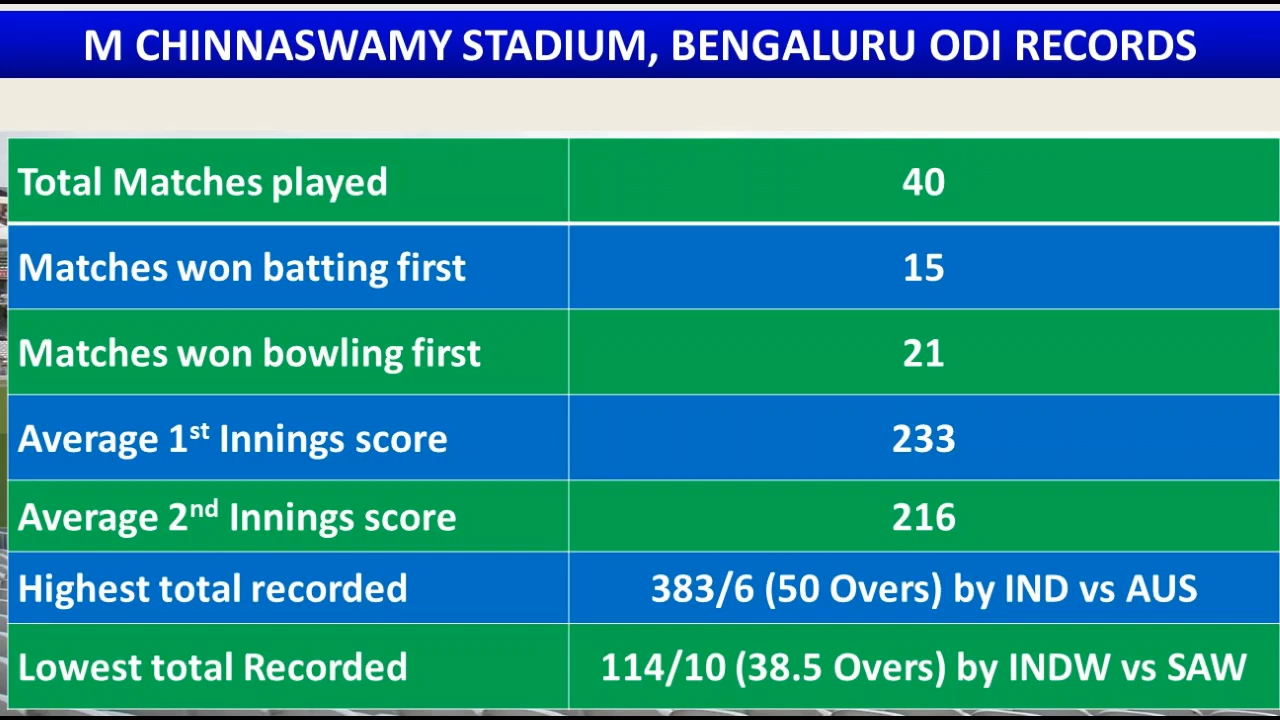 M CHINNASWAMY STADIUM, BENGALURU ODI RECORDS
Total Matches played 40
Matches won batting first 15
Matches won bowling first 21
Average 1st Innings score 233
Average 2nd Innings score 216
Highest total recorded 383/6 (50 Overs) by IND vs AUS
Lowest total Recorded 114/10 (38.5 Overs) by INDW vs SAW